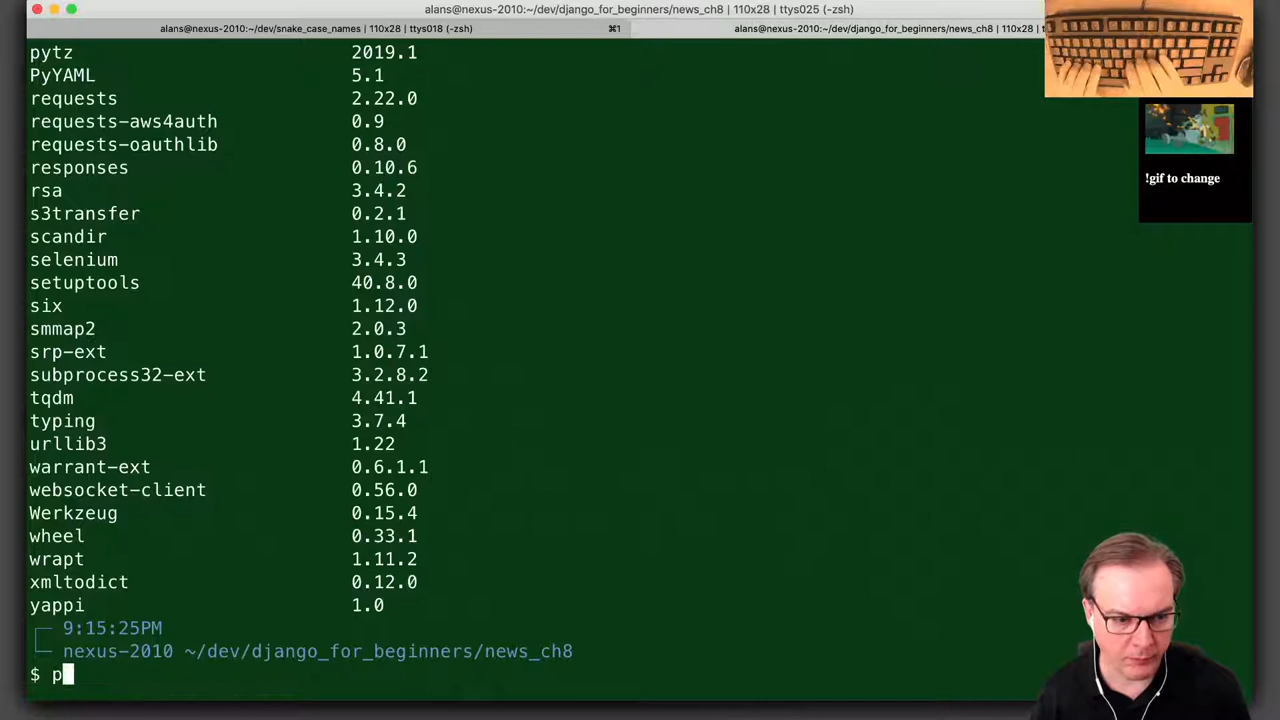 alans@nexus-2010:~/dev/django_for_beginners/news_ch8 | 110x28 | ttys025 (-zsh)
alans@nexus-2010:~/dev/snake_case_names | 110x28 | ttys018 (-zsh) ⌘1 alans@nexus-2010:~/dev/django_for_beginners/news_ch8 | 110x28 | t
pytz 2019.1
PyYAML 5.1
requests 2.22.0
requests-aws4auth 0.9
requests-oauthlib 0.8.0
responses 0.10.6
rsa 3.4.2
s3transfer 0.2.1
scandir 1.10.0
selenium 3.4.3
setuptools 40.8.0
six 1.12.0
smmap2 2.0.3
srp-ext 1.0.7.1
subprocess32-ext 3.2.8.2
tqdm 4.41.1
typing 3.7.4
urllib3 1.22
warrant-ext 0.6.1.1
websocket-client 0.56.0
Werkzeug 0.15.4
wheel 0.33.1
wrapt 1.11.2
xmltodict 0.12.0
yappi 1.0
9:15:25PM
nexus-2010 ~/dev/django_for_beginners/news_ch8
$ p
!gif to change